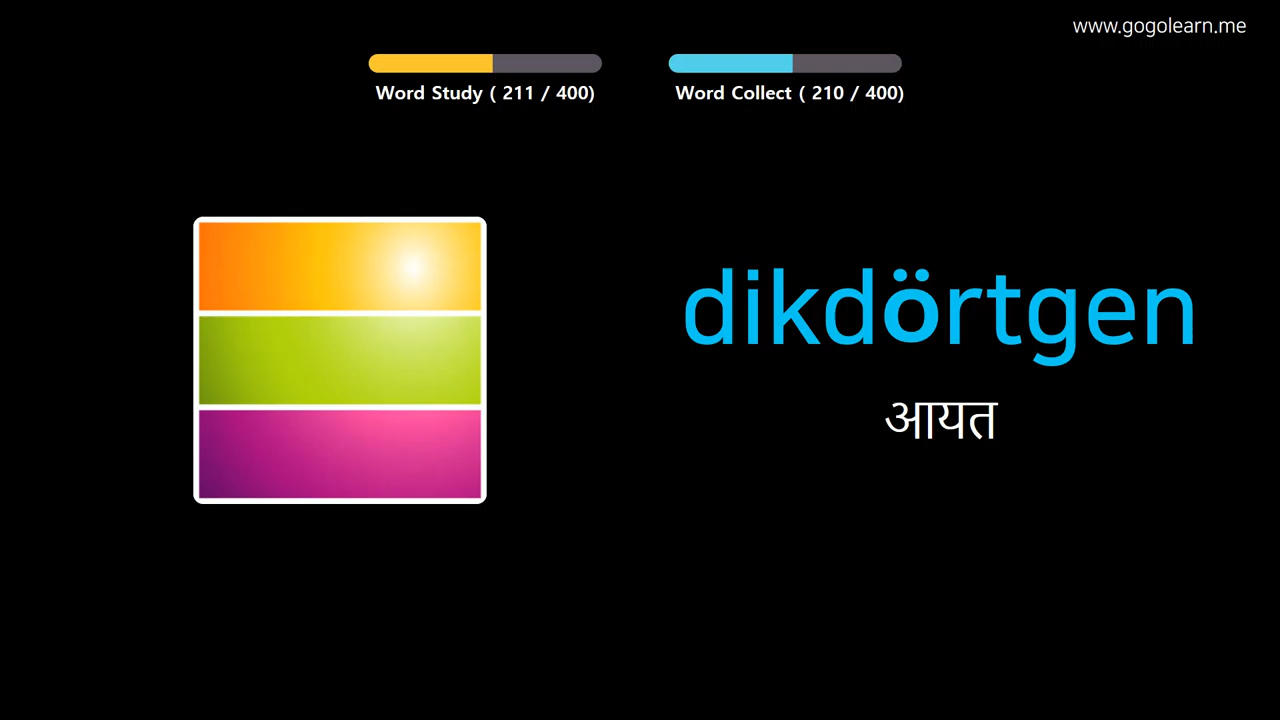 www.gogolearn.me
Word Study ( 211 / 400)
Word Collect ( 210 / 400)
dikdörtgen
आयत